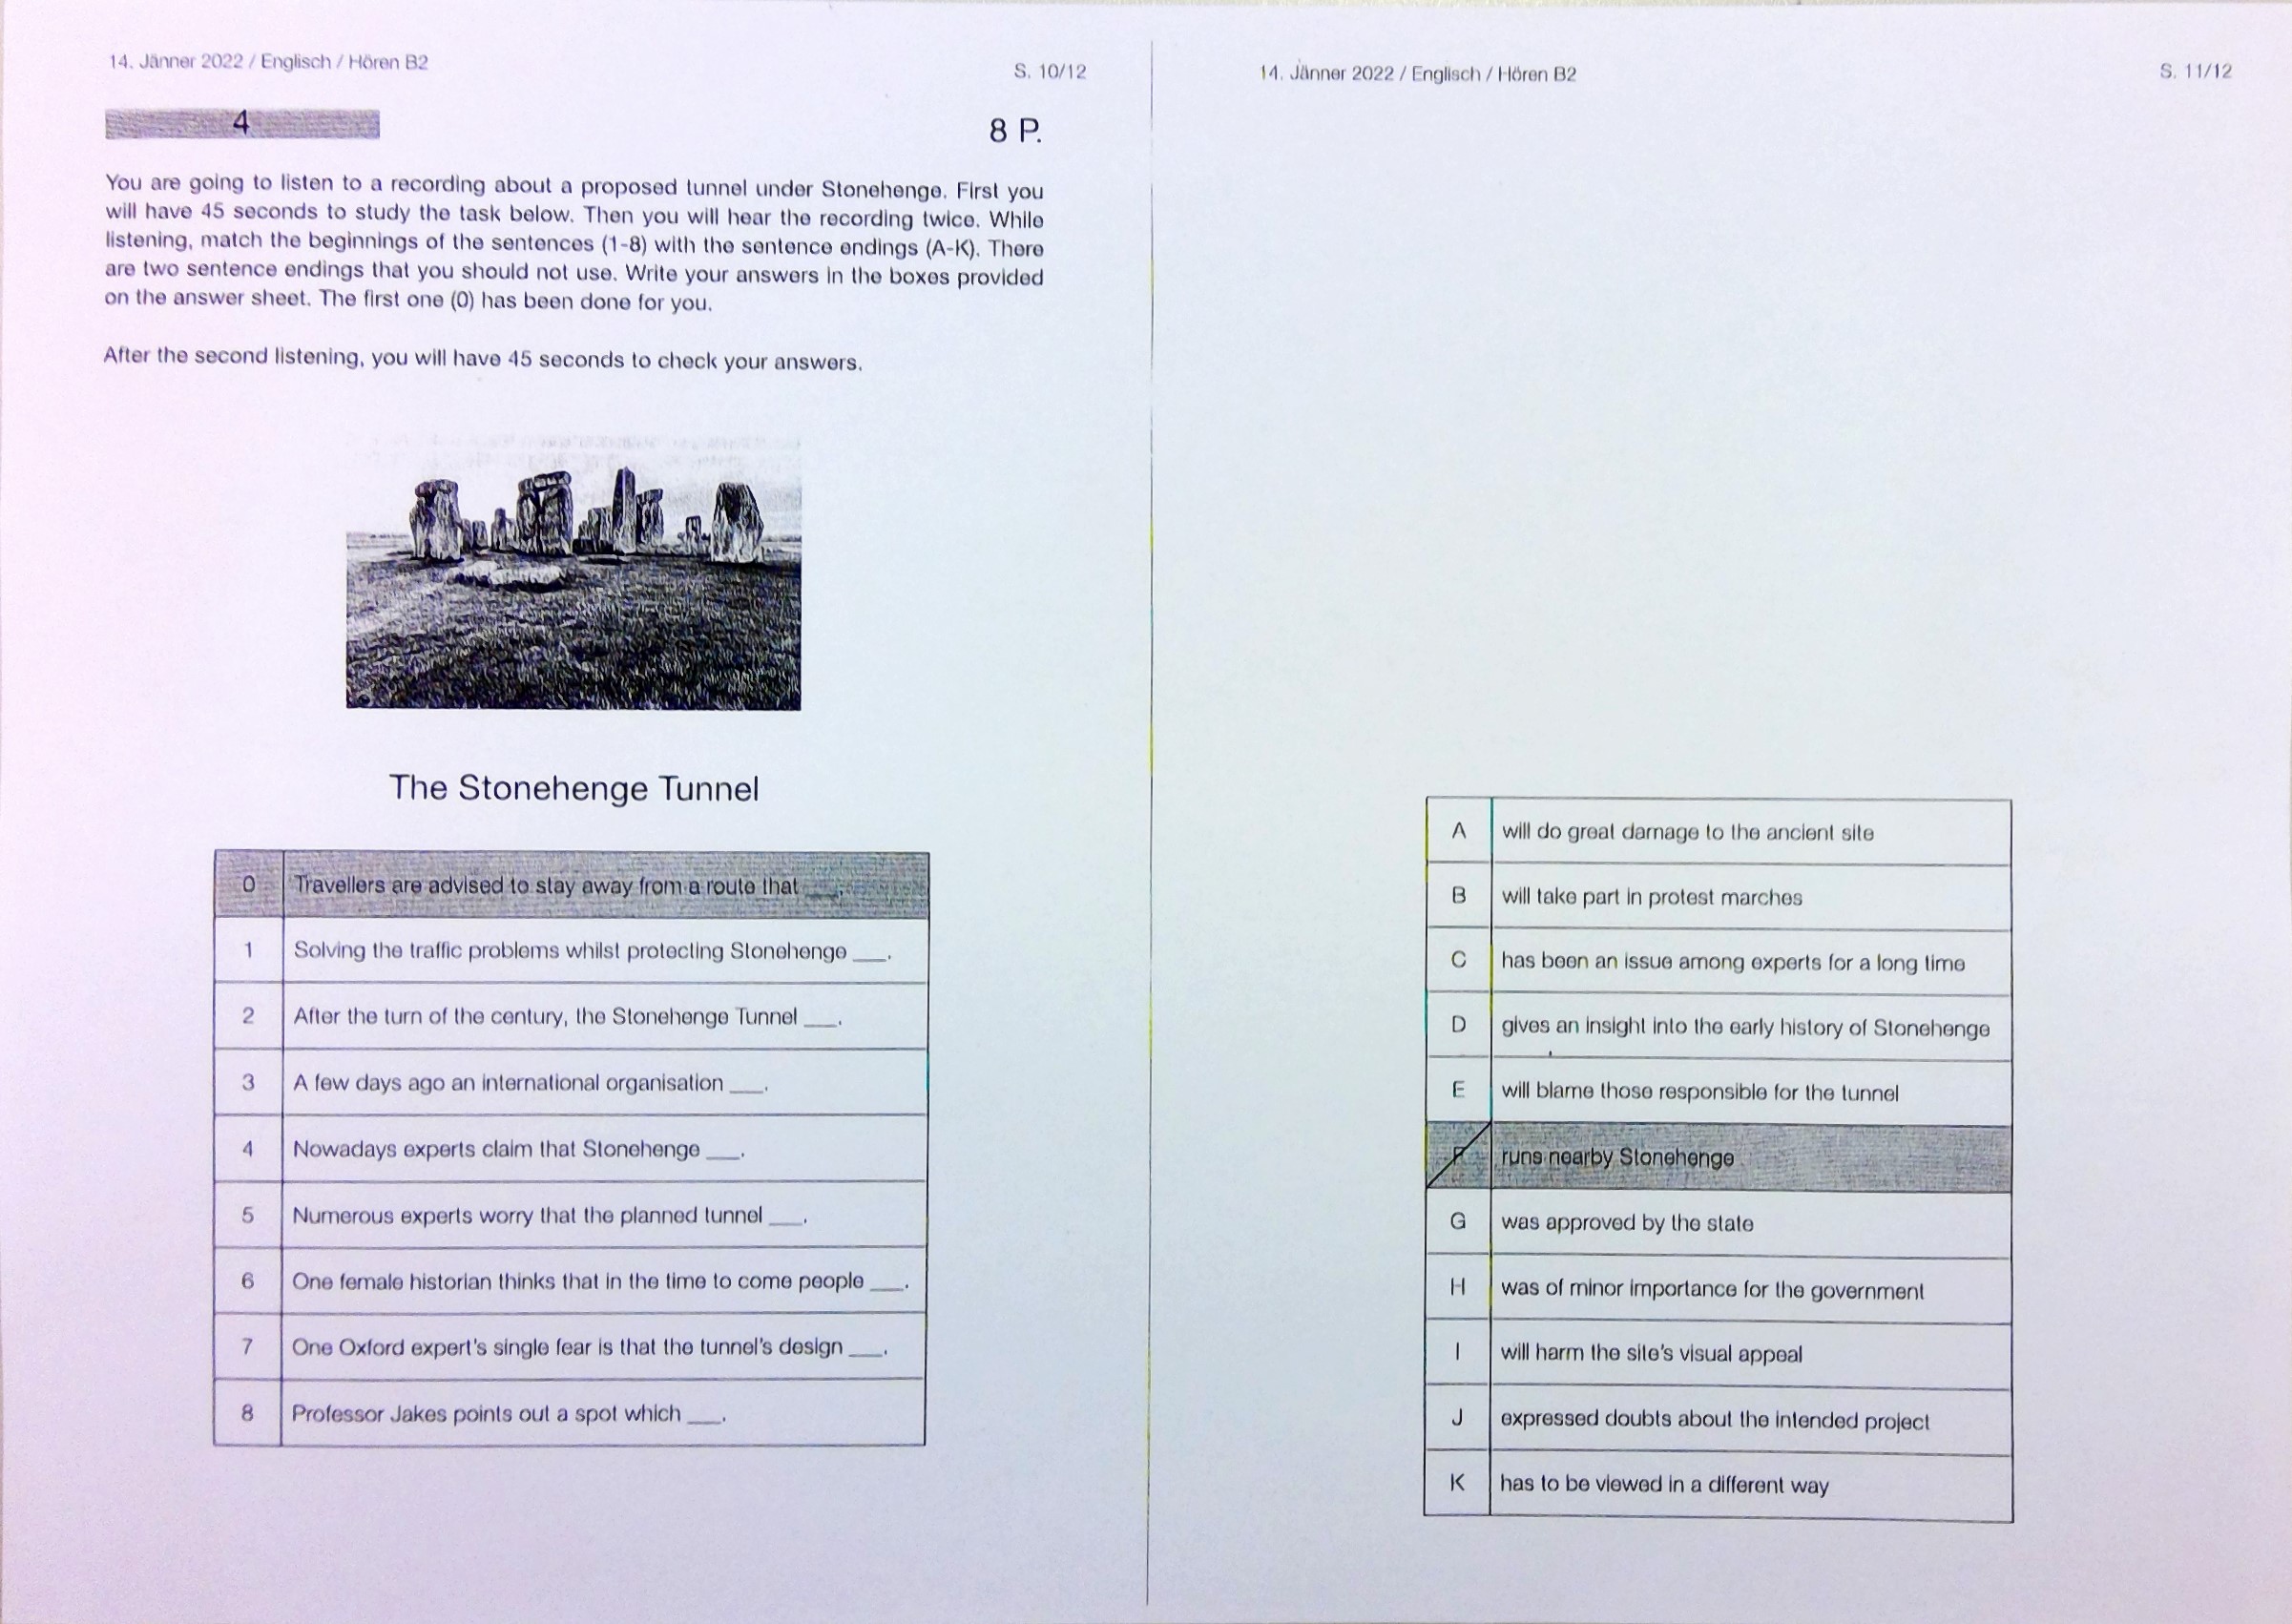 14. Jänner 2022 / Englisch / Hören B2
S. 10/12
4
8 P.
You are going to listen to a recording about a proposed tunnel under Stonehenge. First you
will have 45 seconds to study the task below. Then you will hear the recording twice. While
listening, match the beginnings of the sentences (1-8) with the sentence endings (A-K). There
are two sentence endings that you should not use. Write your answers in the boxes provided
on the answer sheet. The first one (0) has been done for you.
After the second listening, you will have 45 seconds to check your answers.
The Stonehenge Tunnel
0 Travellers are advised to stay away from a route that ___.
1 Solving the traffic problems whilst protecting Stonehenge ___.
2 After the turn of the century, the Stonehenge Tunnel ___.
3 A few days ago an international organisation ___.
4 Nowadays experts claim that Stonehenge ___.
5 Numerous experts worry that the planned tunnel ___.
6 One female historian thinks that in the time to come people ___.
7 One Oxford expert's single fear is that the tunnel's design ___.
8 Professor Jakes points out a spot which ___.
14. Jänner 2022 / Englisch / Hören B2
S. 11/12
A will do great damage to the ancient site
B will take part in protest marches
C has been an issue among experts for a long time
D gives an insight into the early history of Stonehenge
E will blame those responsible for the tunnel
F runs nearby Stonehenge
G was approved by the state
H was of minor importance for the government
I will harm the site's visual appeal
J expressed doubts about the intended project
K has to be viewed in a different way